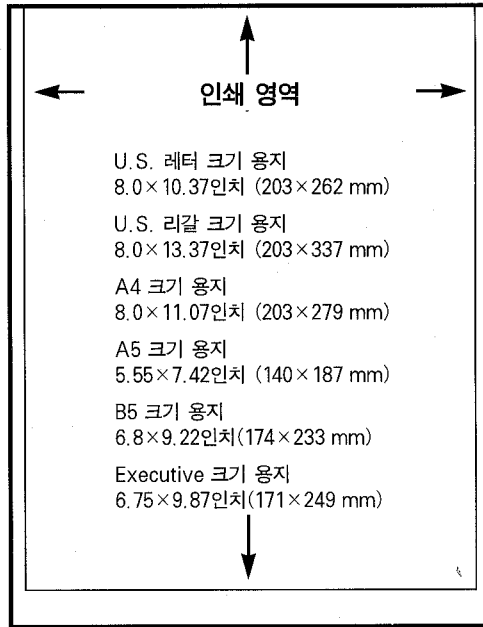 인쇄 영역
U.S. 레터 크기 용지
8.0×10.37인치 (203×262 mm)
U.S. 리갈 크기 용지
8.0×13.37인치 (203×337 mm)
A4 크기 용지
8.0×11.07인치 (203×279 mm)
A5 크기 용지
5.55×7.42인치 (140×187 mm)
B5 크기 용지
6.8×9.22인치(174×233 mm)
Executive 크기 용지
6.75×9.87인치(171×249 mm)